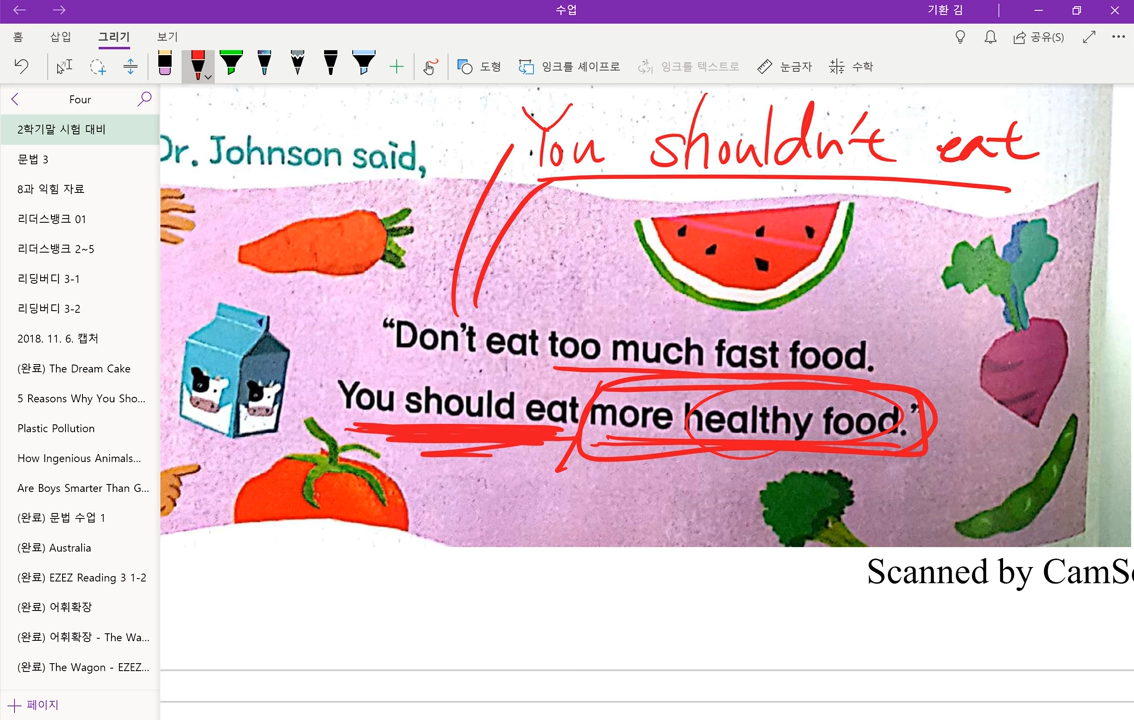 수업
기환 김
홈 삽입 그리기 보기
공유(S)
도형 잉크를 셰이프로 잉크를 텍스트로 눈금자 수학
Four
2학기말 시험 대비
문법 3
8과 익힘 자료
리더스뱅크 01
리더스뱅크 2~5
리딩버디 3-1
리딩버디 3-2
2018. 11. 6. 캡처
(완료) The Dream Cake
5 Reasons Why You Sho...
Plastic Pollution
How Ingenious Animals...
Are Boys Smarter Than G...
(완료) 문법 수업 1
(완료) Australia
(완료) EZEZ Reading 3 1-2
(완료) 어휘확장
(완료) 어휘확장 - The Wa...
(완료) The Wagon - EZEZ...
페이지
You shouldn't eat
Dr. Johnson said,
“Don't eat too much fast food.
You should eat more healthy food.”
Scanned by CamSc